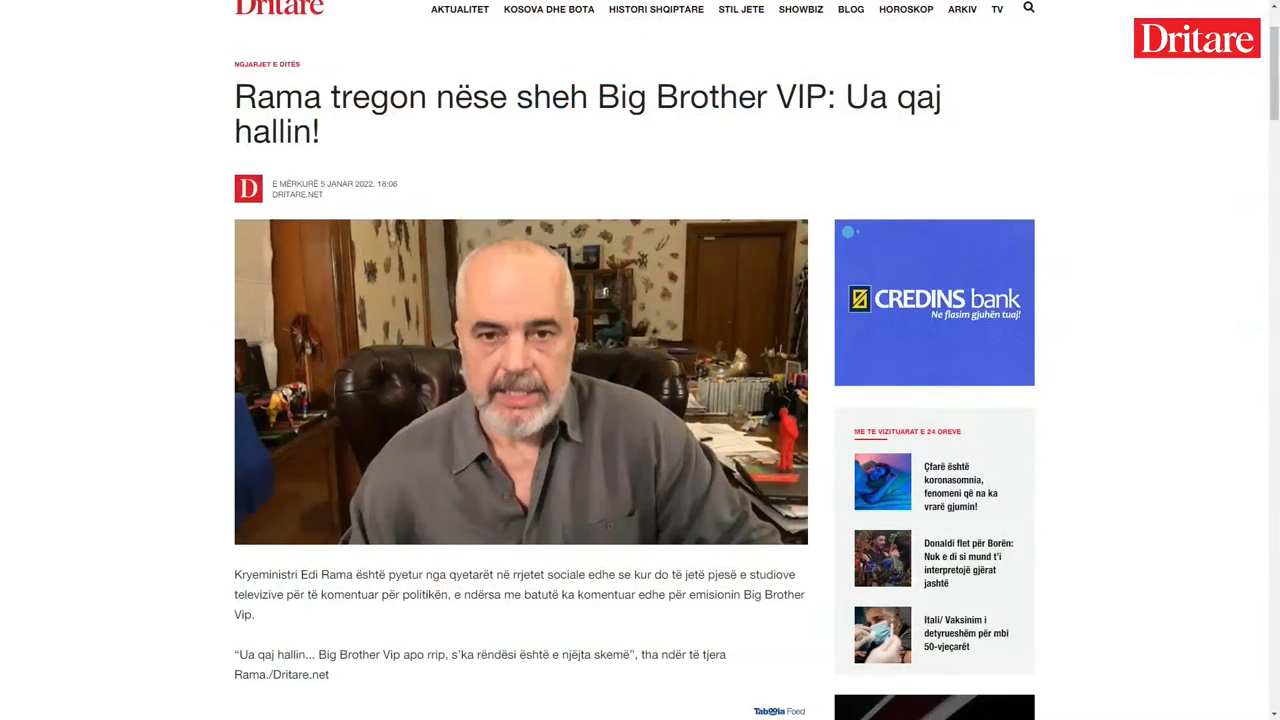 Dritare
AKTUALITET KOSOVA DHE BOTA HISTORI SHQIPTARE STIL JETE SHOWBIZ BLOG HOROSKOP ARKIV TV
Dritare
NGJARJET E DITËS
Rama tregon nëse sheh Big Brother VIP: Ua qaj
hallin!
D
E MËRKURË 5 JANAR 2022, 18:06
DRITARE.NET
CREDINS bank
Ne flasim gjuhën tuaj!
ME TE VIZITUARAT E 24 OREVE
Çfarë është
koronasomnia,
fenomeni që na ka
vrarë gjumin!
Donaldi flet për Borën:
Nuk e di si mund t'i
interpretojë gjërat
jashtë
Itali/ Vaksinim i
detyrueshëm për mbi
50-vjeçarët
Kryeministri Edi Rama është pyetur nga qyetarët në rrjetet sociale edhe se kur do të jetë pjesë e studiove
televizive për të komentuar për politikën, e ndërsa me batutë ka komentuar edhe për emisionin Big Brother
Vip.
“Ua qaj hallin... Big Brother Vip apo rrip, s’ka rëndësi është e njëjta skemë”, tha ndër të tjera
Rama./Dritare.net
Taboola Feed